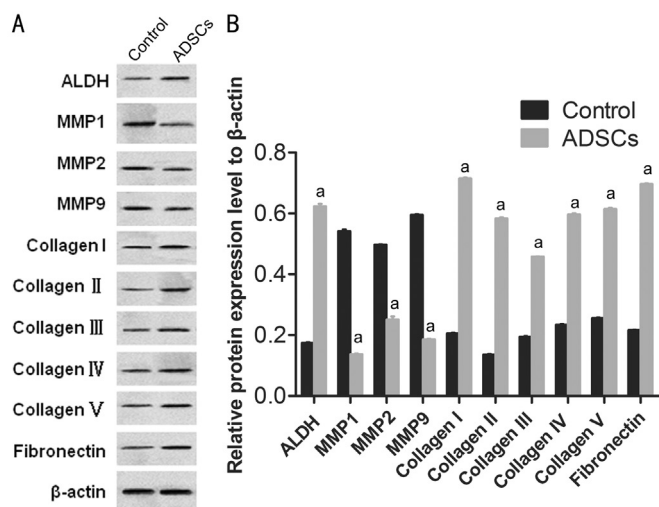 A
Control
ADSCs
ALDH
MMP1
MMP2
MMP9
Collagen Ⅰ
Collagen Ⅱ
Collagen Ⅲ
Collagen Ⅳ
Collagen Ⅴ
Fibronectin
β-actin
B
Control
ADSCs
Relative protein expression level to β-actin
0.8
0.6
0.4
0.2
0.0
a
a
a
a
a
a
a
a
a
a
ALDH
MMP1
MMP2
MMP9
Collagen I
Collagen II
Collagen III
Collagen IV
Collagen V
Fibronectin